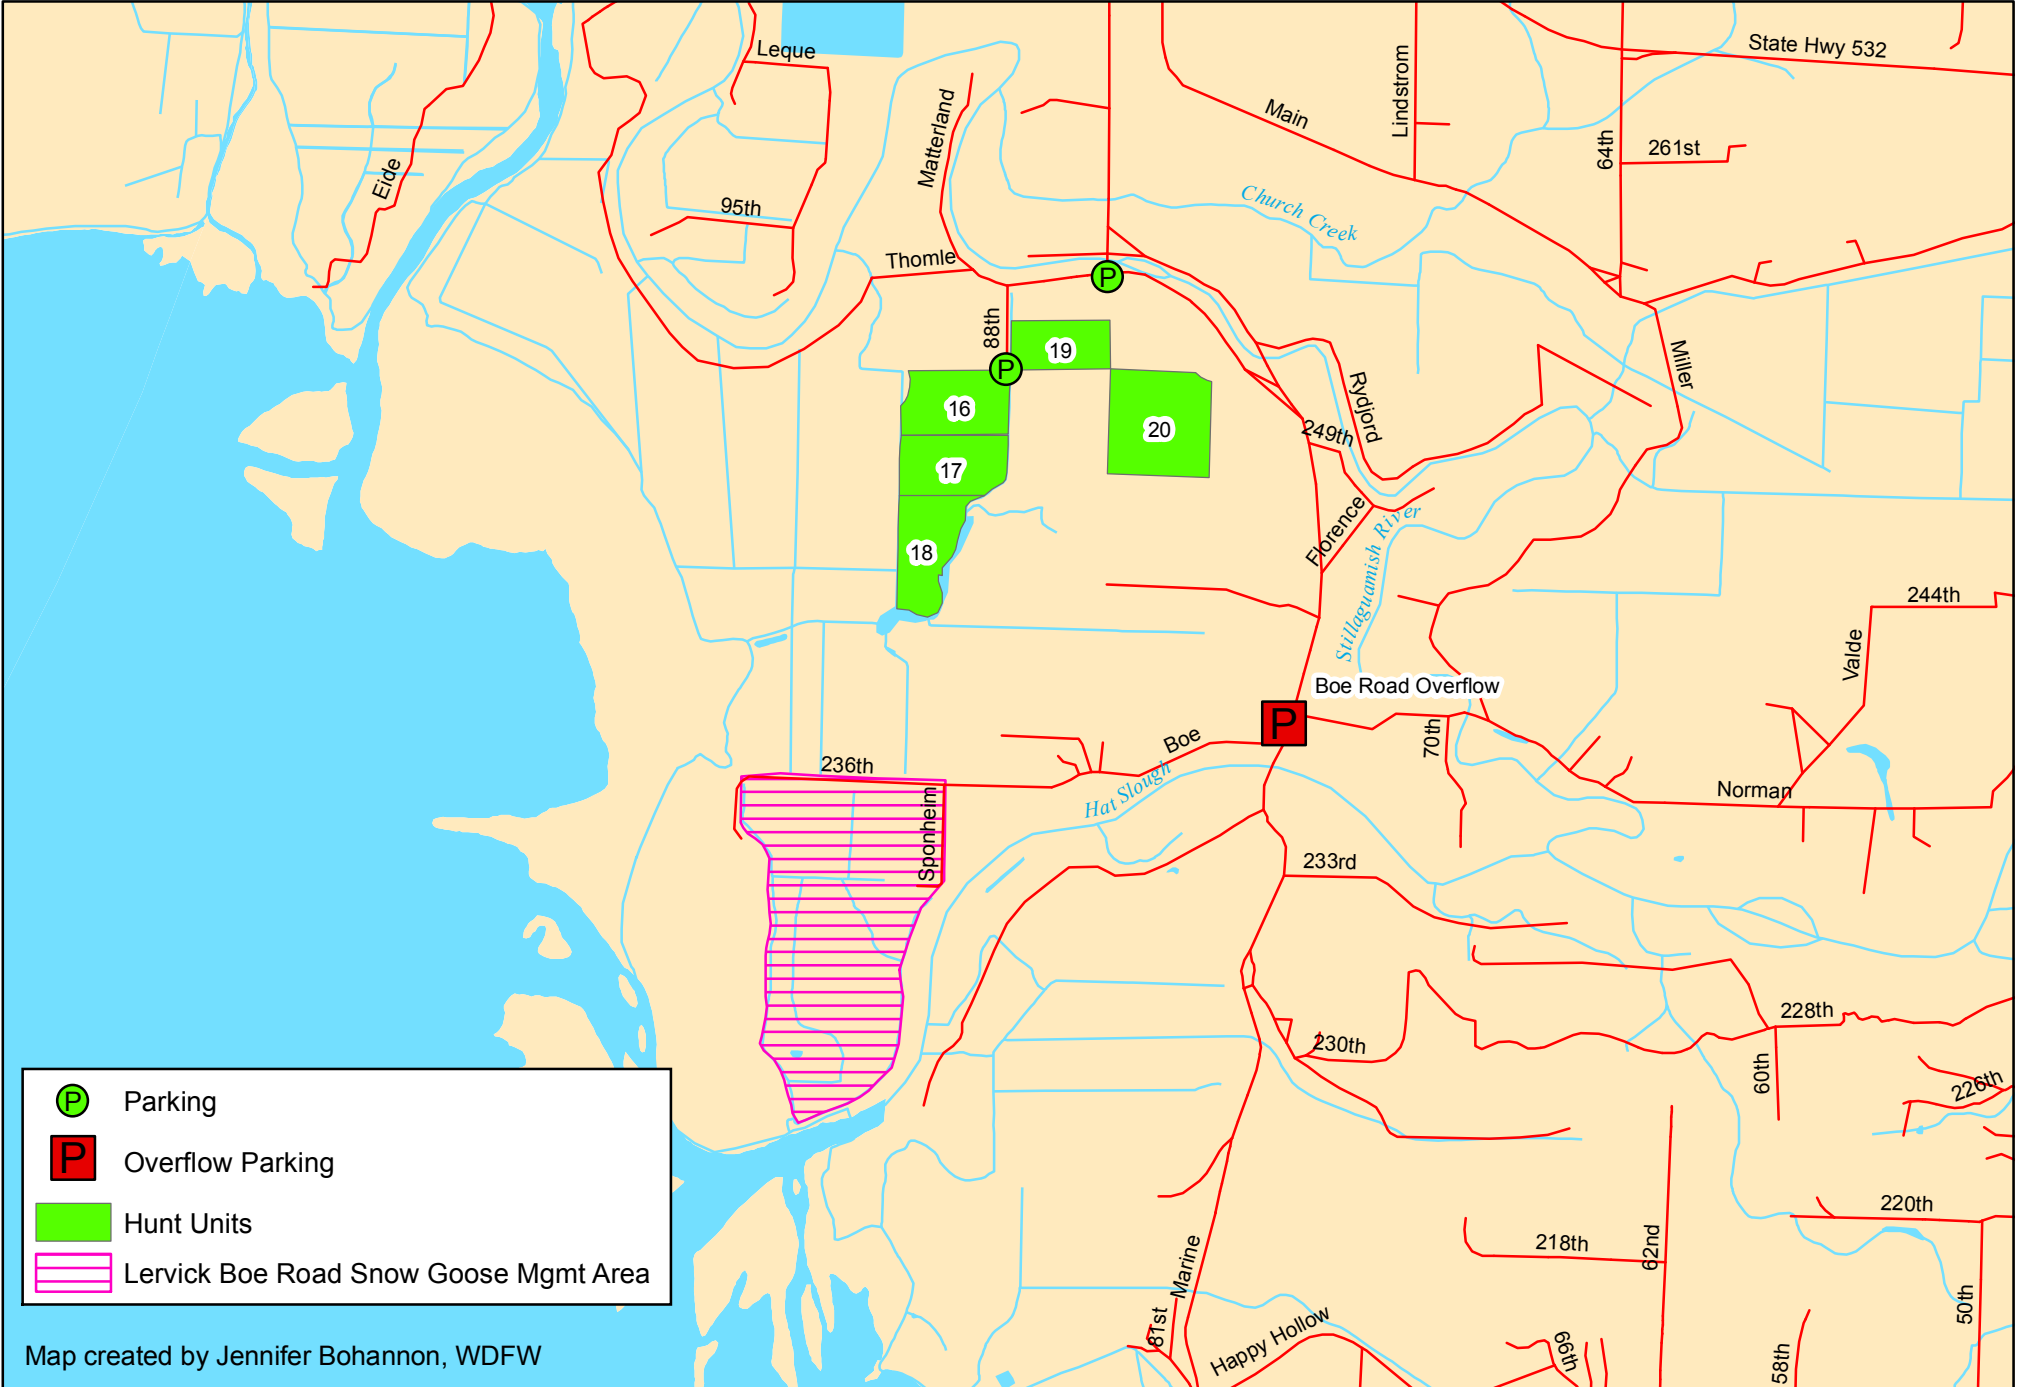 Leque
State Hwy 532
Matterland
Main
Lindstrom
64th
261st
Eide
95th
Church Creek
Thomle
P
88th
19
P
16
20
17
18
Rydjord
249th
Miller
Florence
Stillaguamish River
244th
Valde
Boe Road Overflow
P
70th
Boe
236th
Hat Slough
Norman
Sponheim
233rd
228th
230th
60th
226th
220th
218th
62nd
Marine
81st
Happy Hollow
66th
58th
50th
P Parking
P Overflow Parking
Hunt Units
Lervick Boe Road Snow Goose Mgmt Area
Map created by Jennifer Bohannon, WDFW